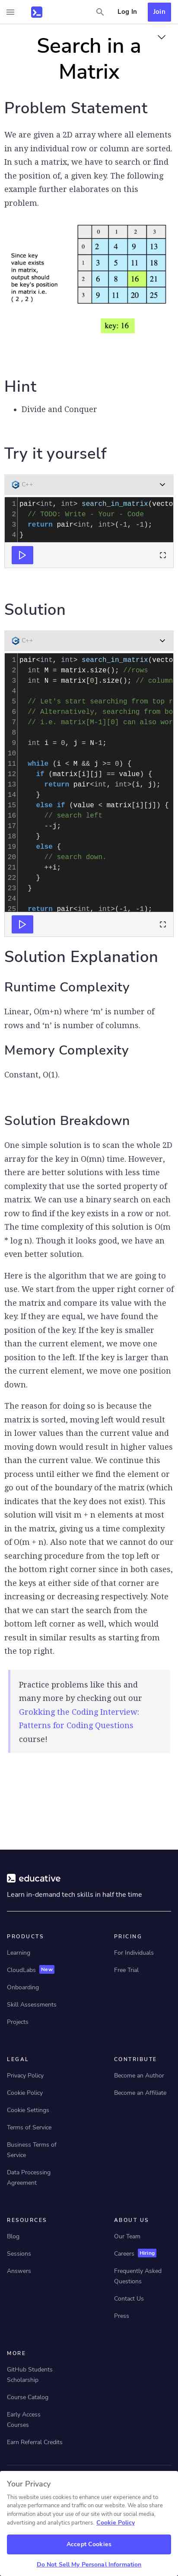 Log In
Join
Search in a
Matrix
Problem Statement
We are given a 2D array where all elements
in any individual row or column are sorted.
In such a matrix, we have to search or find
the position of, a given key. The following
example further elaborates on this
problem.
Since key
value exists
in matrix,
output should
be key's
position in
matrix i.e.
( 2 , 2 )
0 1 2 3
0 2 4 9 13
1 3 5 11 18
2 6 8 16 21
3 9 11 20 25
key: 16
Hint
• Divide and Conquer
Try it yourself
C++
1 pair<int, int> search_in_matrix(vecto
2 // TODO: Write - Your - Code
3 return pair<int, int>(-1, -1);
4 }
Solution
C++
1 pair<int, int> search_in_matrix(vecto
2 int M = matrix.size(); //rows
3 int N = matrix[0].size(); // column
4
5 // Let's start searching from top r
6 // Alternatively, searching from bo
7 // i.e. matrix[M-1][0] can also wor
8
9 int i = 0, j = N-1;
10
11 while (i < M && j >= 0) {
12 if (matrix[i][j] == value) {
13 return pair<int, int>(i, j);
14 }
15 else if (value < matrix[i][j]) {
16 // search left
17 --j;
18 }
19 else {
20 // search down.
21 ++i;
22 }
23 }
24
25 return pair<int, int>(-1, -1);
Solution Explanation
Runtime Complexity
Linear, O(m+n) where ‘m’ is number of
rows and ‘n’ is number of columns.
Memory Complexity
Constant, O(1).
Solution Breakdown
One simple solution is to scan the whole 2D
array for the key in O(mn) time. However,
there are better solutions with less time
complexity that use the sorted property of
matrix. We can use a binary search on each
row to find if the key exists in a row or not.
The time complexity of this solution is O(m
* log n). Though it looks good, we have an
even better solution.
Here is the algorithm that we are going to
use. We start from the upper right corner of
the matrix and compare its value with the
key. If they are equal, we have found the
position to the key. If the key is smaller
than the current element, we move one
position to the left. If the key is larger than
the current element, we move one position
down.
The reason for doing so is because the
matrix is sorted, moving left would result
in lower values than the current value and
moving down would result in higher values
than the current value. We continue this
process until either we find the element or
go out of the boundary of the matrix (which
indicates that the key does not exist). This
solution will visit m + n elements at most
in the matrix, giving us a time complexity
of O(m + n). Also note that we cannot do our
searching procedure from the top left or
bottom right corner since in both cases, the
key at either side of that corner will be
increasing or decreasing respectively. Note
that we can start the search from the
bottom left corner as well, which would
result in similar results as starting from
the top right.
Practice problems like this and
many more by checking out our
Grokking the Coding Interview:
Patterns for Coding Questions
course!
educative
Learn in-demand tech skills in half the time
PRODUCTS
Learning
CloudLabs New
Onboarding
Skill Assessments
Projects
PRICING
For Individuals
Free Trial
LEGAL
Privacy Policy
Cookie Policy
Cookie Settings
Terms of Service
Business Terms of
Service
Data Processing
Agreement
CONTRIBUTE
Become an Author
Become an Affiliate
RESOURCES
Blog
Sessions
Answers
ABOUT US
Our Team
Careers Hiring
Frequently Asked
Questions
Contact Us
Press
MORE
GitHub Students
Scholarship
Course Catalog
Early Access
Courses
Earn Referral Credits
Your Privacy
This website uses cookies to enhance user experience and to
analyze performance and traffic on our website. We also share
information about your use of our site with our social media,
advertising and analytics partners. Cookie Policy
Accept Cookies
Do Not Sell My Personal Information